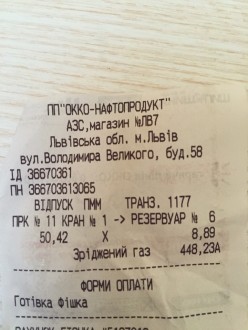 ПП"ОККО-НАФТОПРОДУКТ"
АЗС,магазин №ЛВ7
Львівська обл. м.Львів
вул.Володимира Великого, буд.58
ІД 36670361
ПН 366703613065
ВІДПУСК ПММ ТРАНЗ. 1177
ПРК № 11 КРАН № 1 -> РЕЗЕРВУАР № 6
50,42 X 8,89
Зріджений газ 448,23А
ФОРМИ ОПЛАТИ
Готівка Фішка